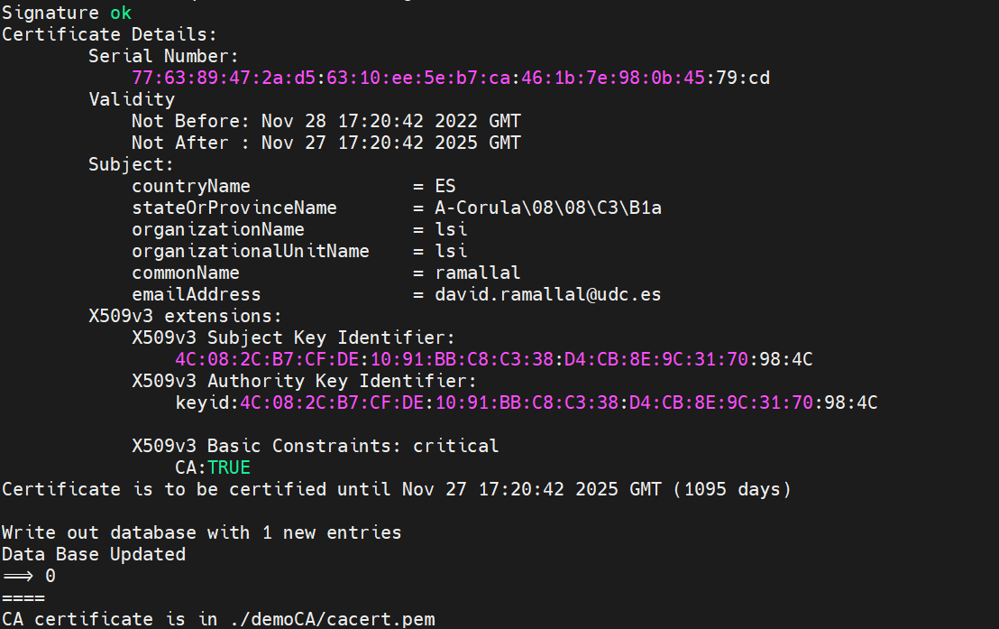 Signature ok
Certificate Details:
Serial Number:
77:63:89:47:2a:d5:63:10:ee:5e:b7:ca:46:1b:7e:98:0b:45:79:cd
Validity
Not Before: Nov 28 17:20:42 2022 GMT
Not After : Nov 27 17:20:42 2025 GMT
Subject:
countryName = ES
stateOrProvinceName = A-Corula\08\08\C3\B1a
organizationName = lsi
organizationalUnitName = lsi
commonName = ramallal
emailAddress = david.ramallal@udc.es
X509v3 extensions:
X509v3 Subject Key Identifier:
4C:08:2C:B7:CF:DE:10:91:BB:C8:C3:38:D4:CB:8E:9C:31:70:98:4C
X509v3 Authority Key Identifier:
keyid:4C:08:2C:B7:CF:DE:10:91:BB:C8:C3:38:D4:CB:8E:9C:31:70:98:4C
X509v3 Basic Constraints: critical
CA:TRUE
Certificate is to be certified until Nov 27 17:20:42 2025 GMT (1095 days)
Write out database with 1 new entries
Data Base Updated
==> 0
====
CA certificate is in ./demoCA/cacert.pem